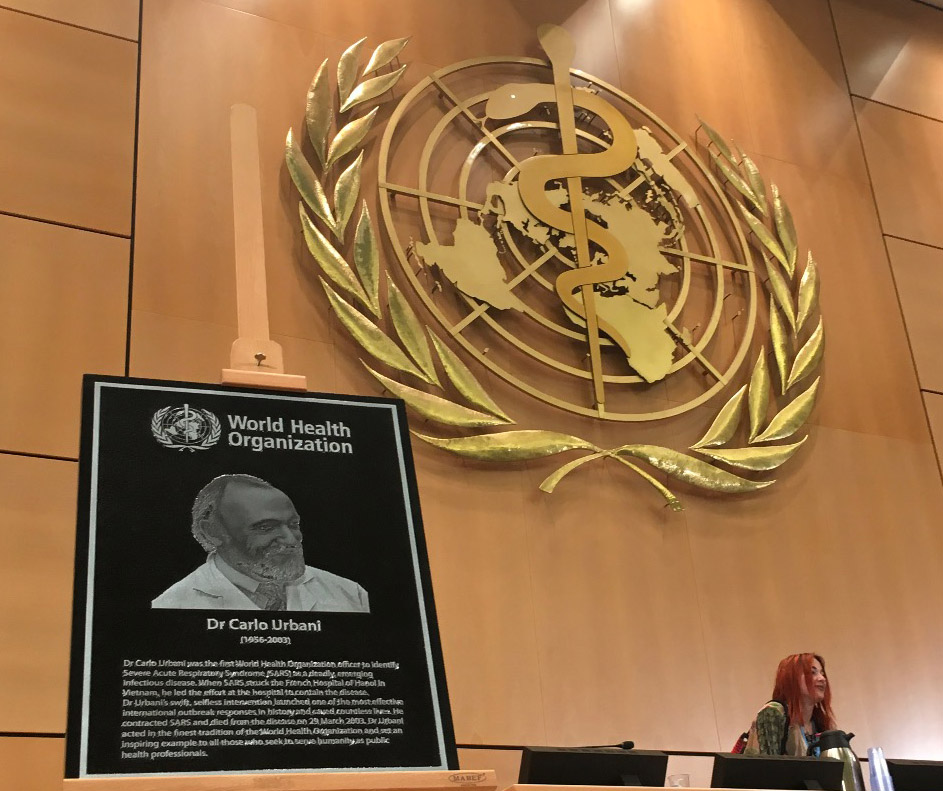 World Health
Organization
Dr Carlo Urbani
(1956-2003)
Dr Carlo Urbani was the first World Health Organization officer to identify
Severe Acute Respiratory Syndrome (SARS) as a deadly, emerging
infectious disease. When SARS struck the French Hospital of Hanoi in
Vietnam, he led the effort at the hospital to contain the disease.
Dr Urbani's swift, selfless intervention launched one of the most effective
international outbreak responses in history and saved countless lives. He
contracted SARS and died from the disease on 29 March 2003. Dr Urbani
acted in the finest tradition of the World Health Organization and set an
inspiring example to all those who seek to serve humanity as public
health professionals.
MABEF